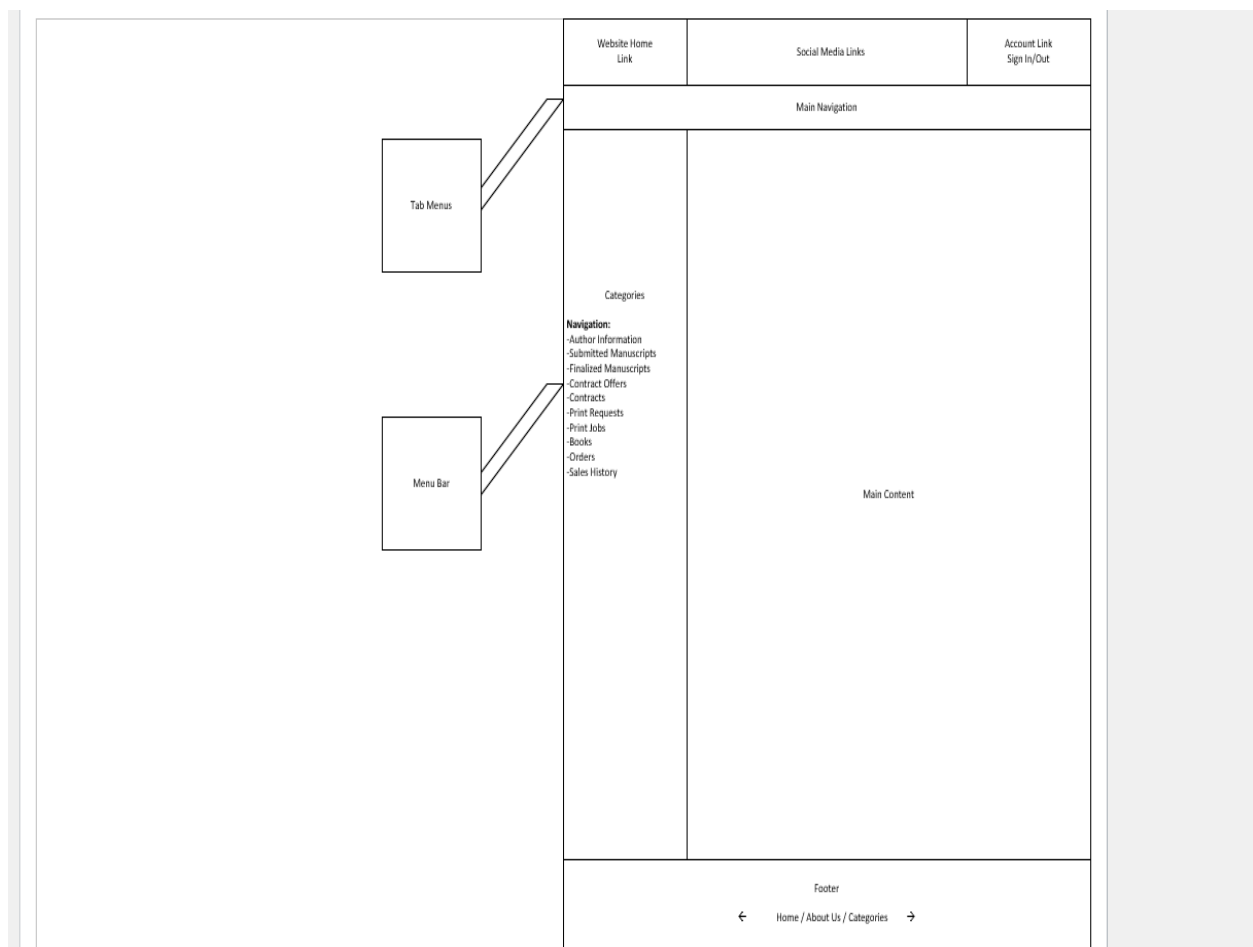 Website Home
Link
Social Media Links
Account Link
Sign In/Out
Main Navigation
Tab Menus
Categories
Navigation:
-Author Information
-Submitted Manuscripts
-Finalized Manuscripts
-Contract Offers
-Contracts
-Print Requests
-Print Jobs
-Books
-Orders
-Sales History
Menu Bar
Main Content
Footer
← Home / About Us / Categories →